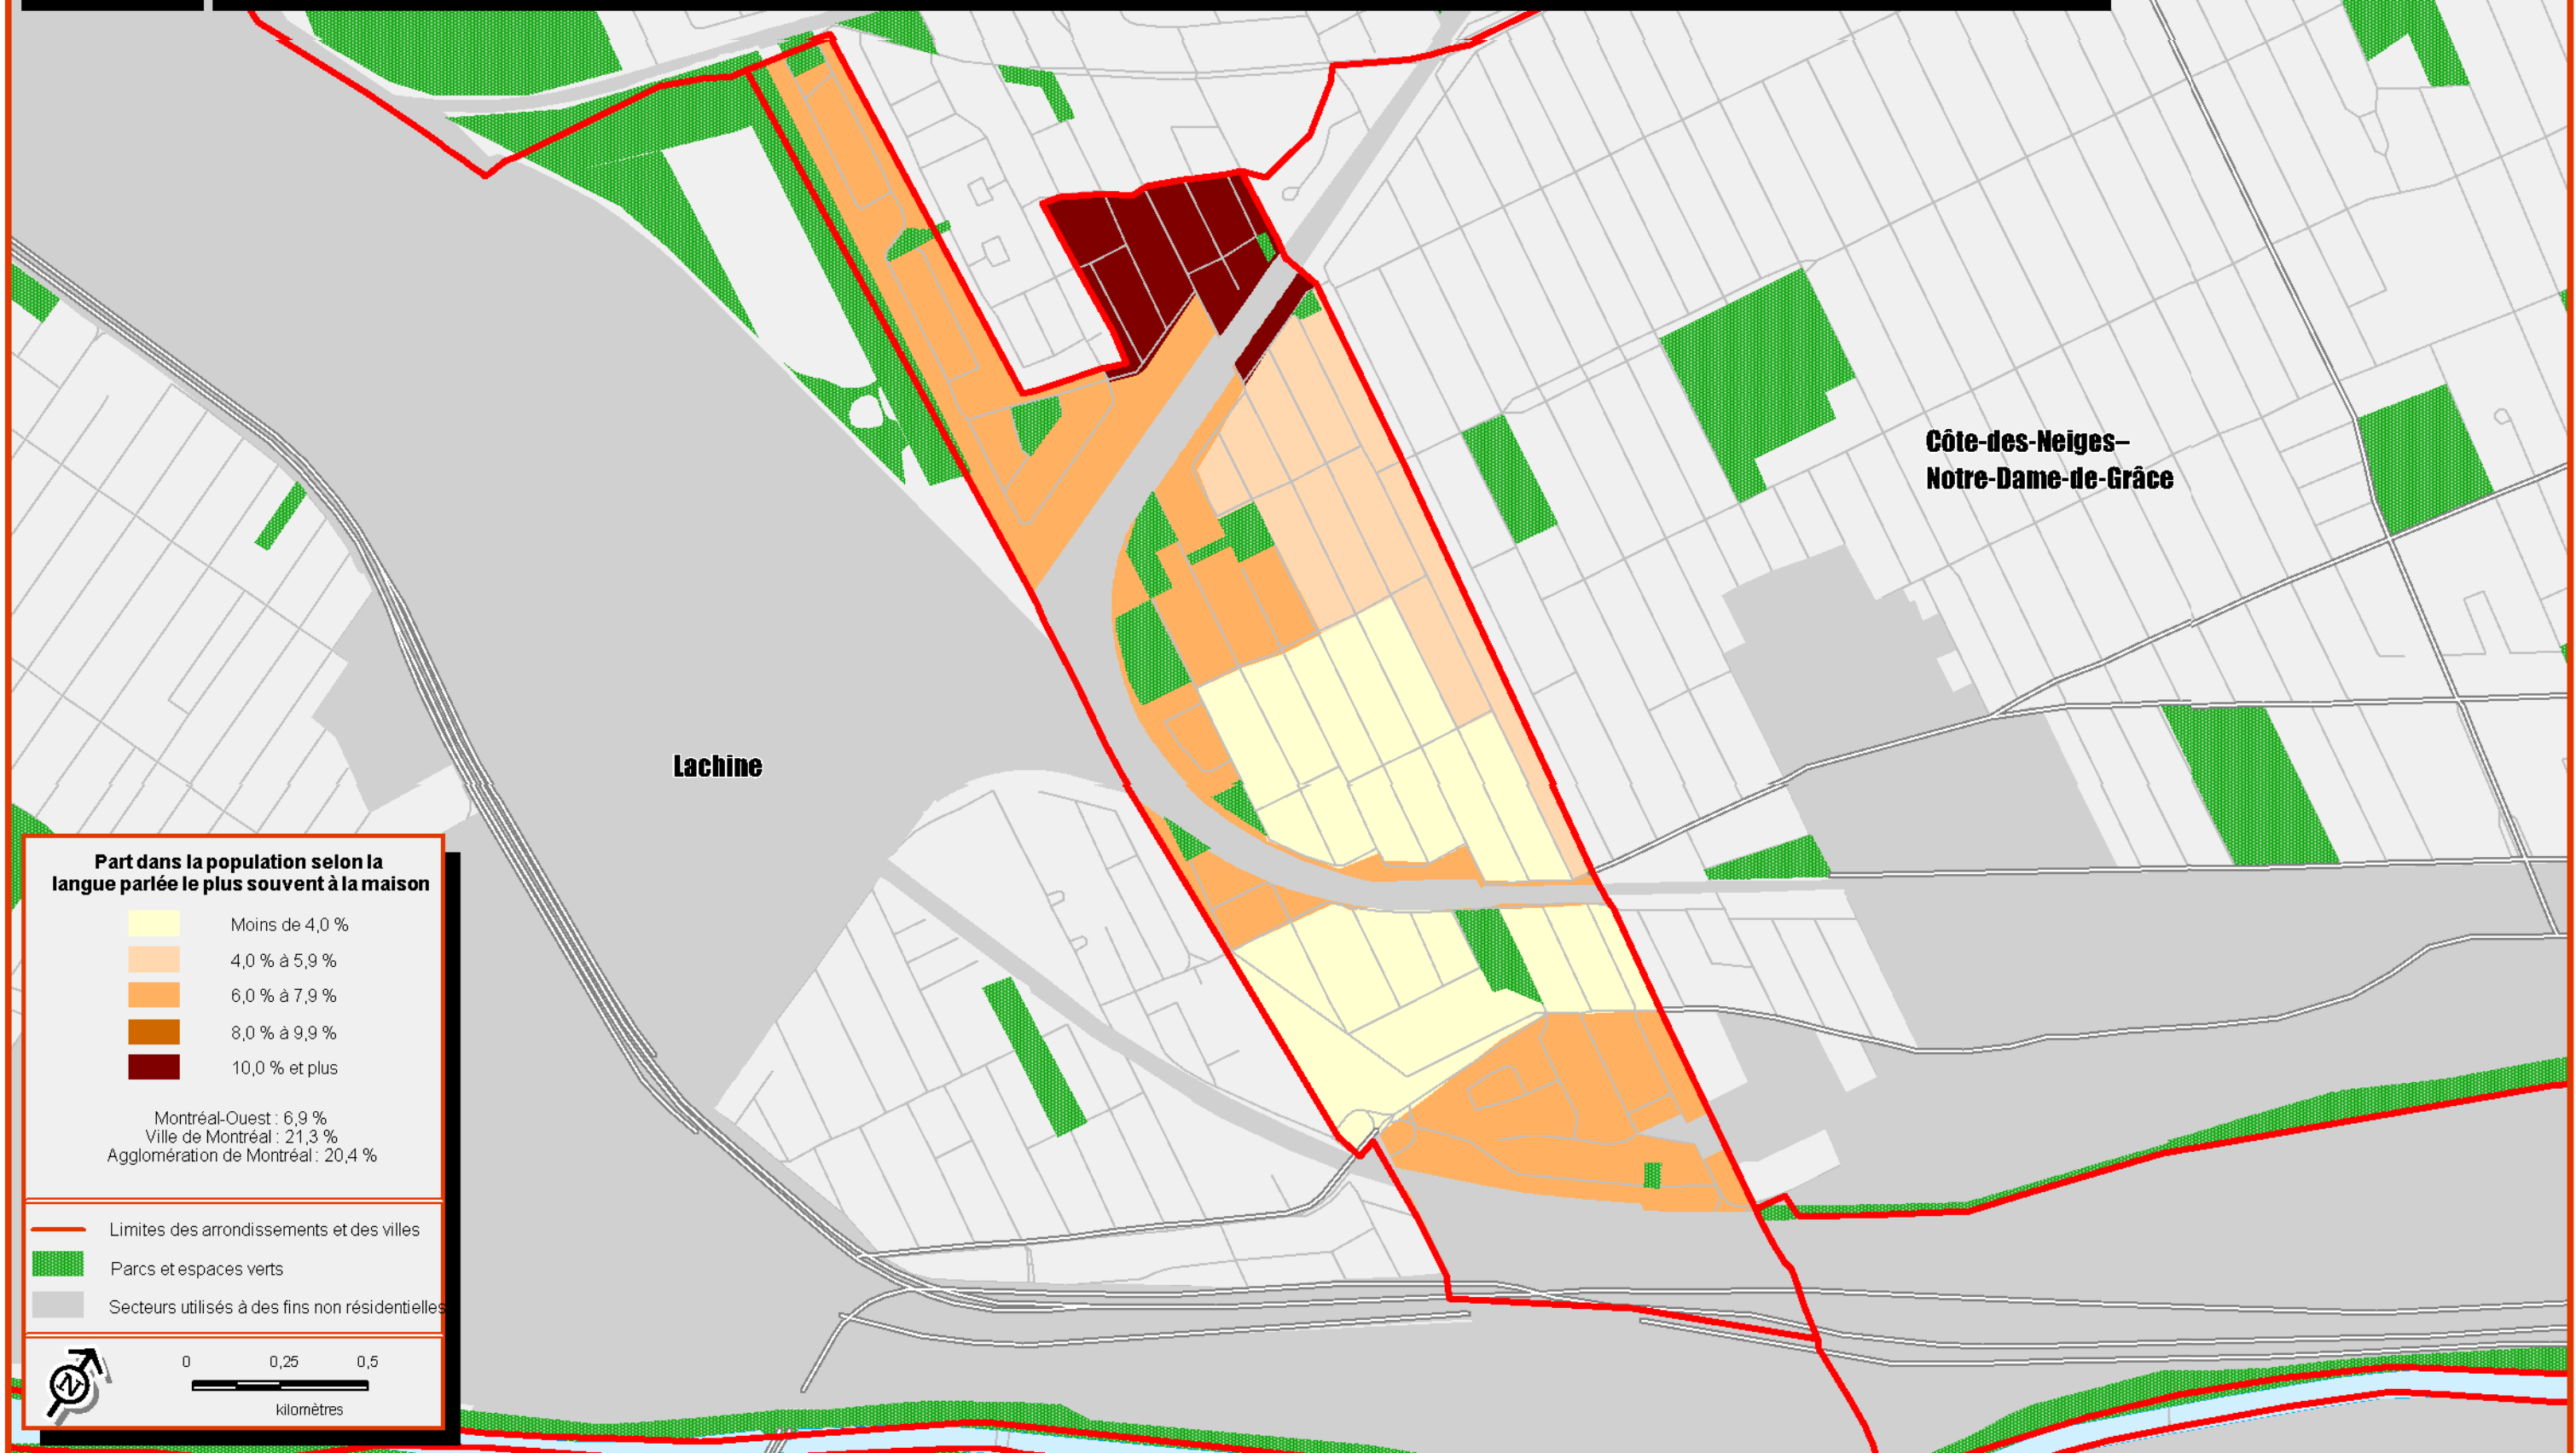 Côte-des-Neiges–
Notre-Dame-de-Grâce
Lachine
Part dans la population selon la
langue parlée le plus souvent à la maison
Moins de 4,0 %
4,0 % à 5,9 %
6,0 % à 7,9 %
8,0 % à 9,9 %
10,0 % et plus
Montréal-Ouest : 6,9 %
Ville de Montréal : 21,3 %
Agglomération de Montréal : 20,4 %
Limites des arrondissements et des villes
Parcs et espaces verts
Secteurs utilisés à des fins non résidentielles
N
0 0,25 0,5
kilomètres